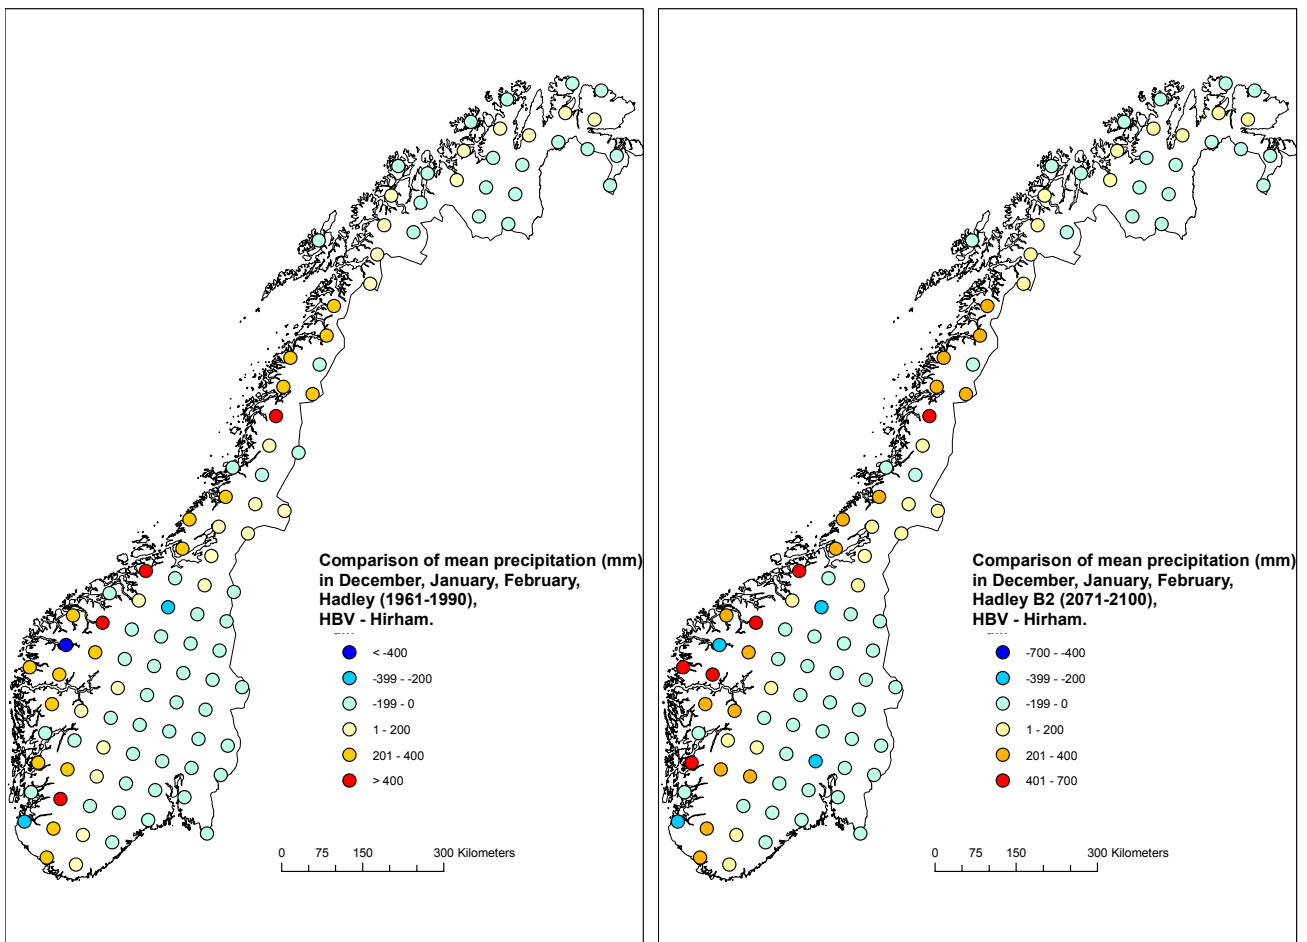 Comparison of mean precipitation (mm)
in December, January, February,
Hadley (1961-1990),
HBV - Hirham.
< -400
-399 - -200
-199 - 0
1 - 200
201 - 400
> 400
0 75 150 300 Kilometers
Comparison of mean precipitation (mm)
in December, January, February,
Hadley B2 (2071-2100),
HBV - Hirham.
-700 - -400
-399 - -200
-199 - 0
1 - 200
201 - 400
401 - 700
0 75 150 300 Kilometers